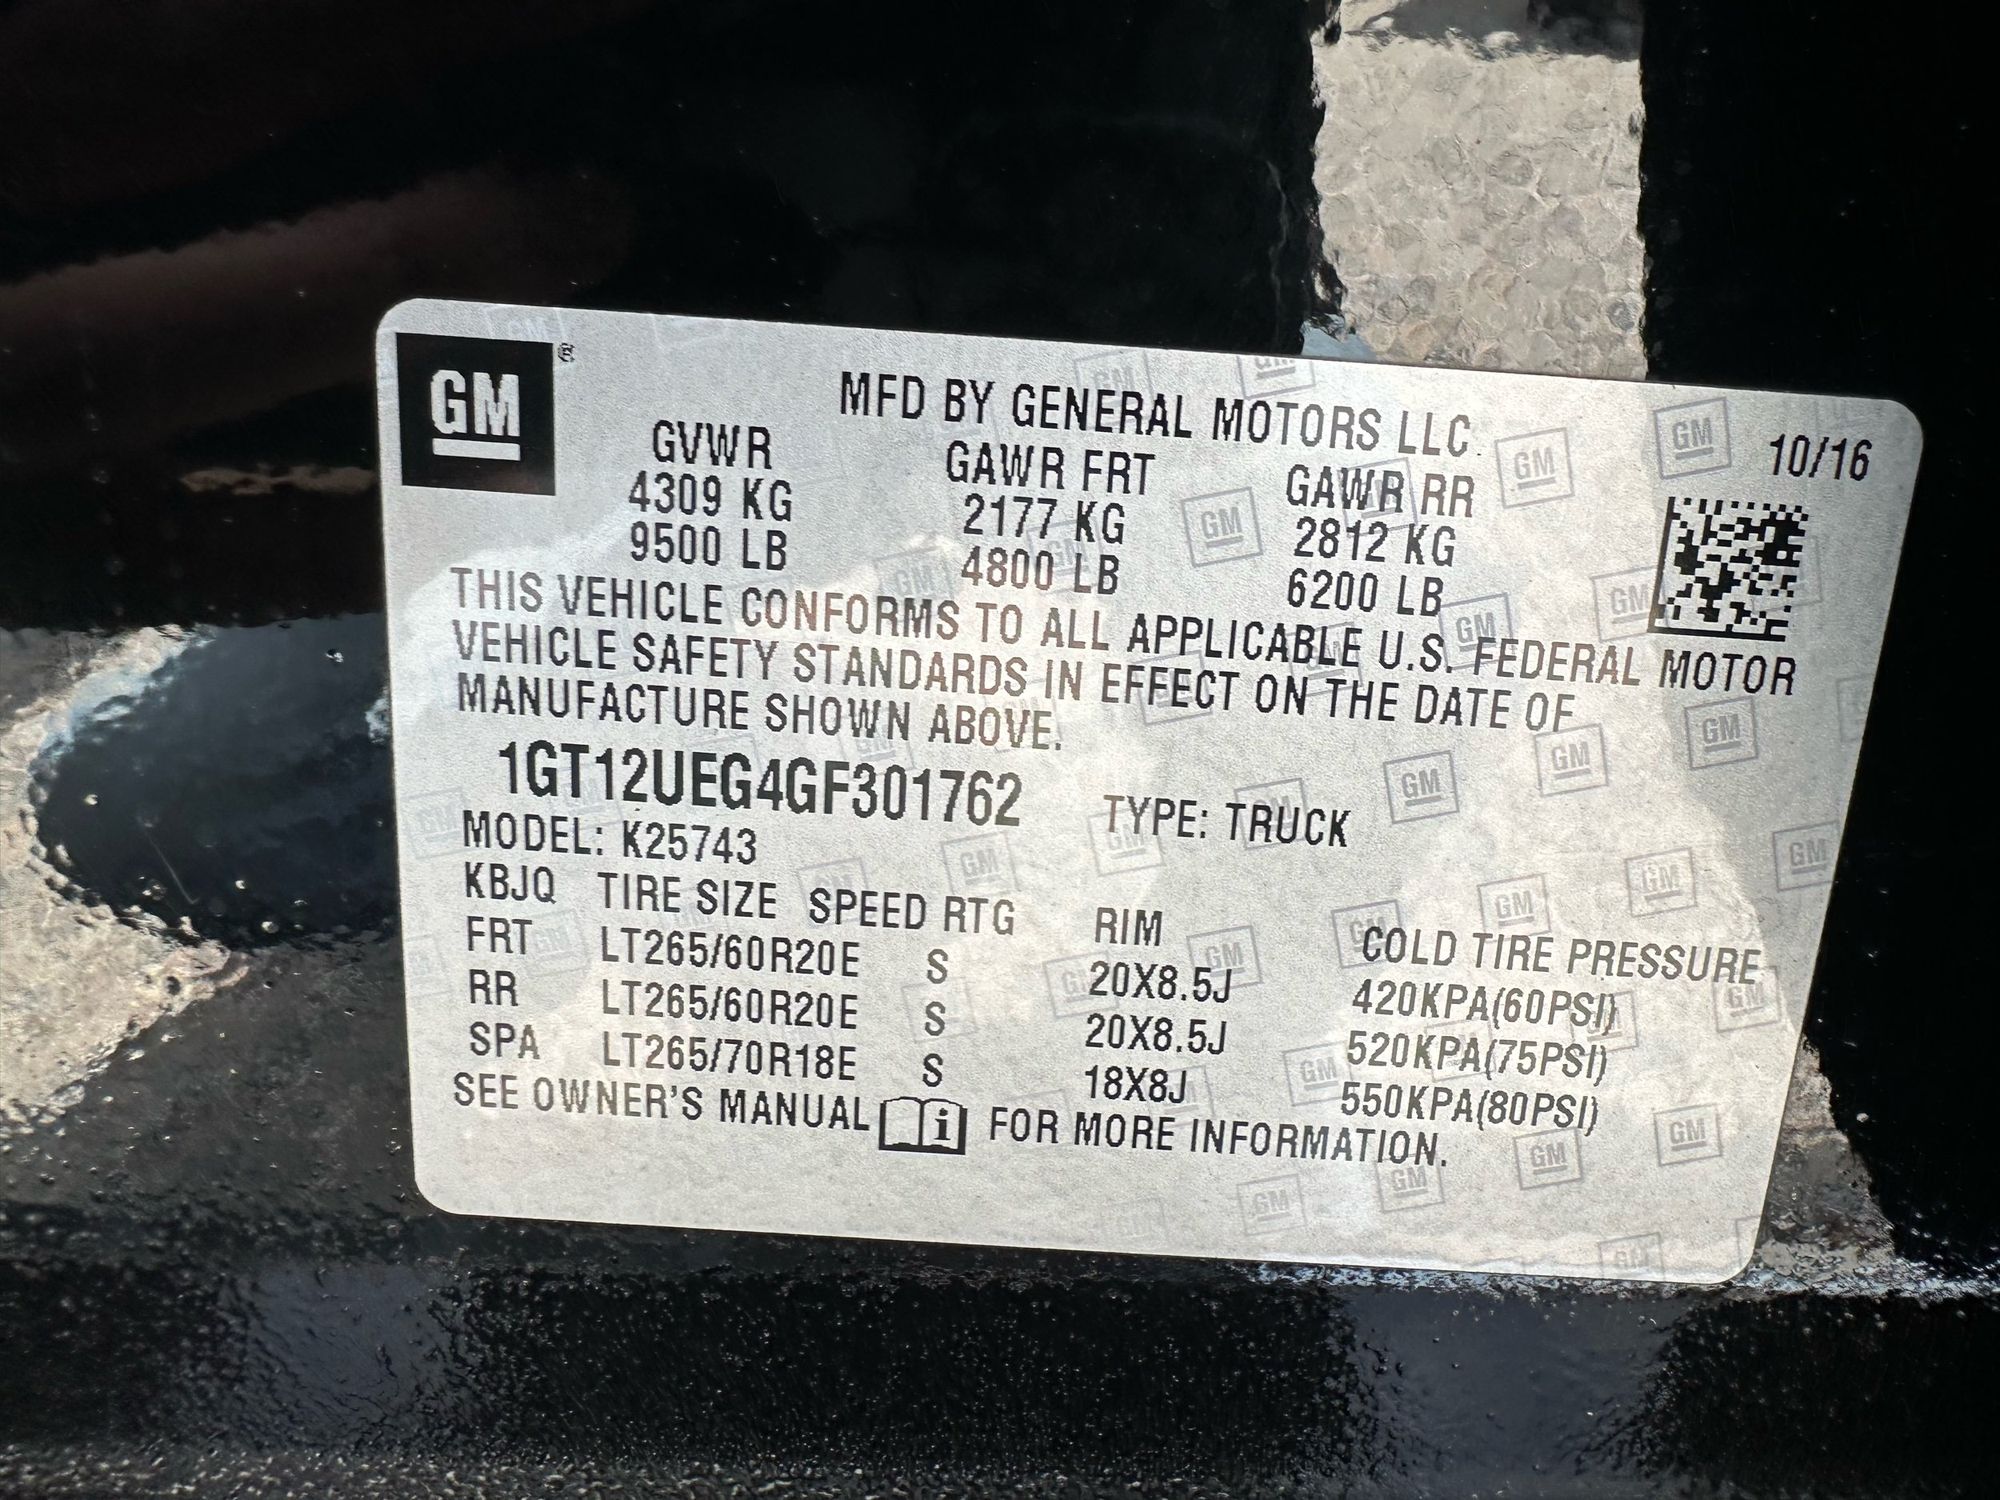 GM ®
MFD BY GENERAL MOTORS LLC
10/16
GVWR GAWR FRT GAWR RR
4309 KG 2177 KG 2812 KG
9500 LB 4800 LB 6200 LB
THIS VEHICLE CONFORMS TO ALL APPLICABLE U.S. FEDERAL MOTOR
VEHICLE SAFETY STANDARDS IN EFFECT ON THE DATE OF
MANUFACTURE SHOWN ABOVE.
1GT12UEG4GF301762 TYPE: TRUCK
MODEL: K25743
KBJQ TIRE SIZE SPEED RTG RIM COLD TIRE PRESSURE
FRT LT265/60R20E S 20X8.5J 420KPA(60PSI)
RR LT265/60R20E S 20X8.5J 520KPA(75PSI)
SPA LT265/70R18E S 18X8J 550KPA(80PSI)
SEE OWNER'S MANUAL i FOR MORE INFORMATION.